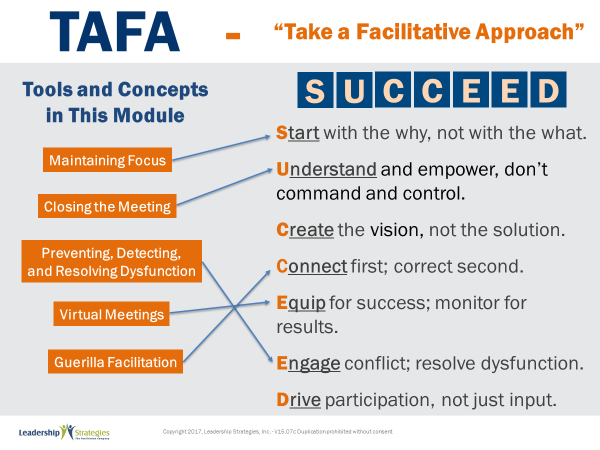 TAFA - “Take a Facilitative Approach”
Tools and Concepts
in This Module
Maintaining Focus
Closing the Meeting
Preventing, Detecting,
and Resolving Dysfunction
Virtual Meetings
Guerilla Facilitation
SUCCEED
Start with the why, not with the what.
Understand and empower, don’t
command and control.
Create the vision, not the solution.
Connect first; correct second.
Equip for success; monitor for
results.
Engage conflict; resolve dysfunction.
Drive participation, not just input.
Leadership Strategies
The Facilitation Company
Copyright 2017, Leadership Strategies, Inc. - v15.07c Duplication prohibited without consent